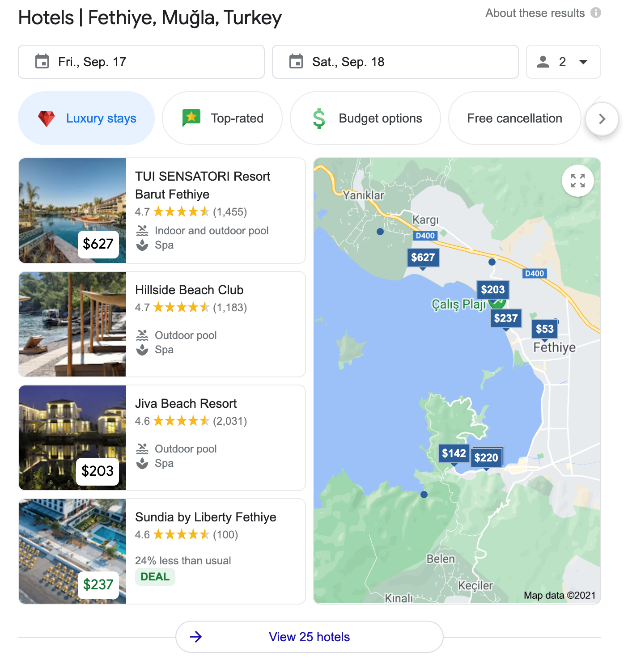 Hotels | Fethiye, Muğla, Turkey
About these results
Fri., Sep. 17
Sat., Sep. 18
2
Luxury stays
Top-rated
Budget options
Free cancellation
TUI SENSATORI Resort
Barut Fethiye
4.7 (1,455)
Indoor and outdoor pool
Spa
$627
Hillside Beach Club
4.7 (1,183)
Outdoor pool
Spa
Jiva Beach Resort
4.6 (2,031)
Outdoor pool
Spa
$203
Sundia by Liberty Fethiye
4.6 (100)
24% less than usual
DEAL
$237
Yanıklar
Kargı
D400
$627
D400
$203
Çalış Plajı
$237
$53
Fethiye
$142
$220
Belen
Keçiler
Kınalı
Map data ©2021
View 25 hotels